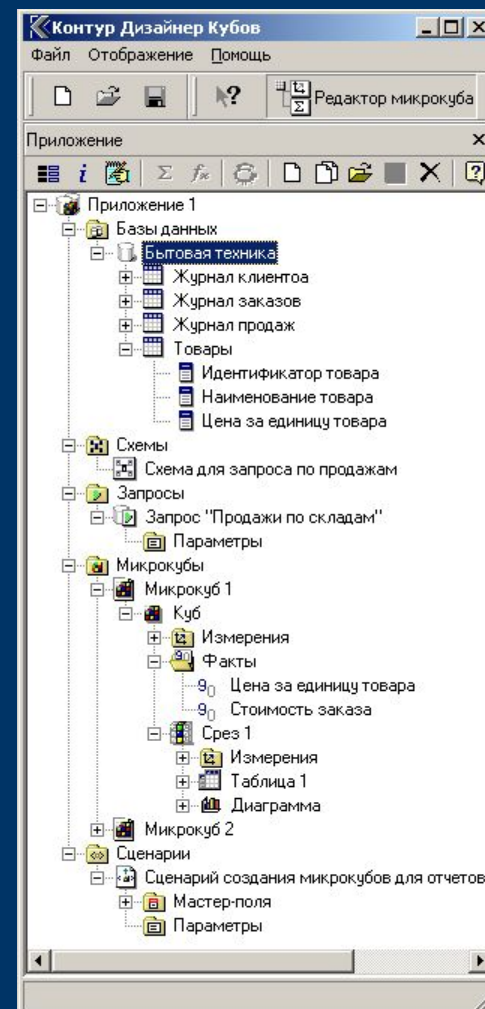 Контур Дизайнер Кубов
Файл Отображение Помощь
Редактор микрокуба
Приложение
Приложение 1
Базы данных
Бытовая техника
Журнал клиентоа
Журнал заказов
Журнал продаж
Товары
Идентификатор товара
Наименование товара
Цена за единицу товара
Схемы
Схема для запроса по продажам
Запросы
Запрос "Продажи по складам"
Параметры
Микрокубы
Микрокуб 1
Куб
Измерения
Факты
Цена за единицу товара
Стоимость заказа
Срез 1
Измерения
Таблица 1
Диаграмма
Микрокуб 2
Сценарии
Сценарий создания микрокубов для отчетов
Мастер-поля
Параметры